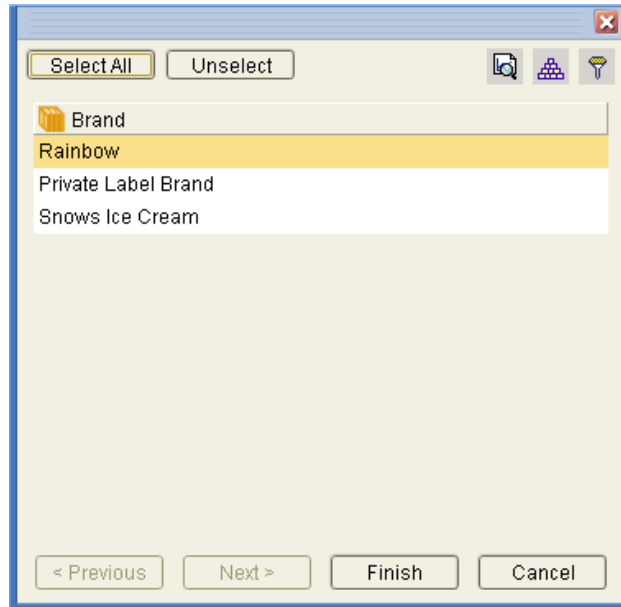 Select All Unselect
Brand
Rainbow
Private Label Brand
Snows Ice Cream
< Previous Next > Finish Cancel